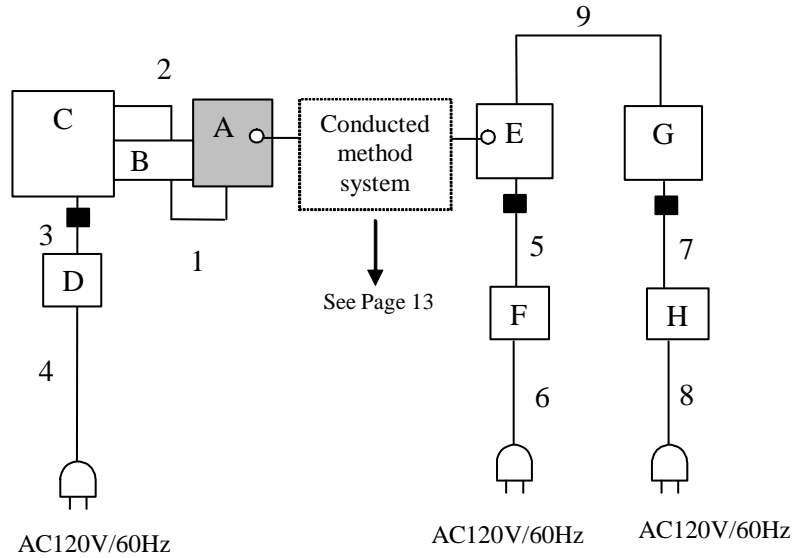 9
2
C
A
B
Conducted
method
system
E
G
3
1
D
See Page 13
5
7
F
H
4
6
8
AC120V/60Hz
AC120V/60Hz
AC120V/60Hz